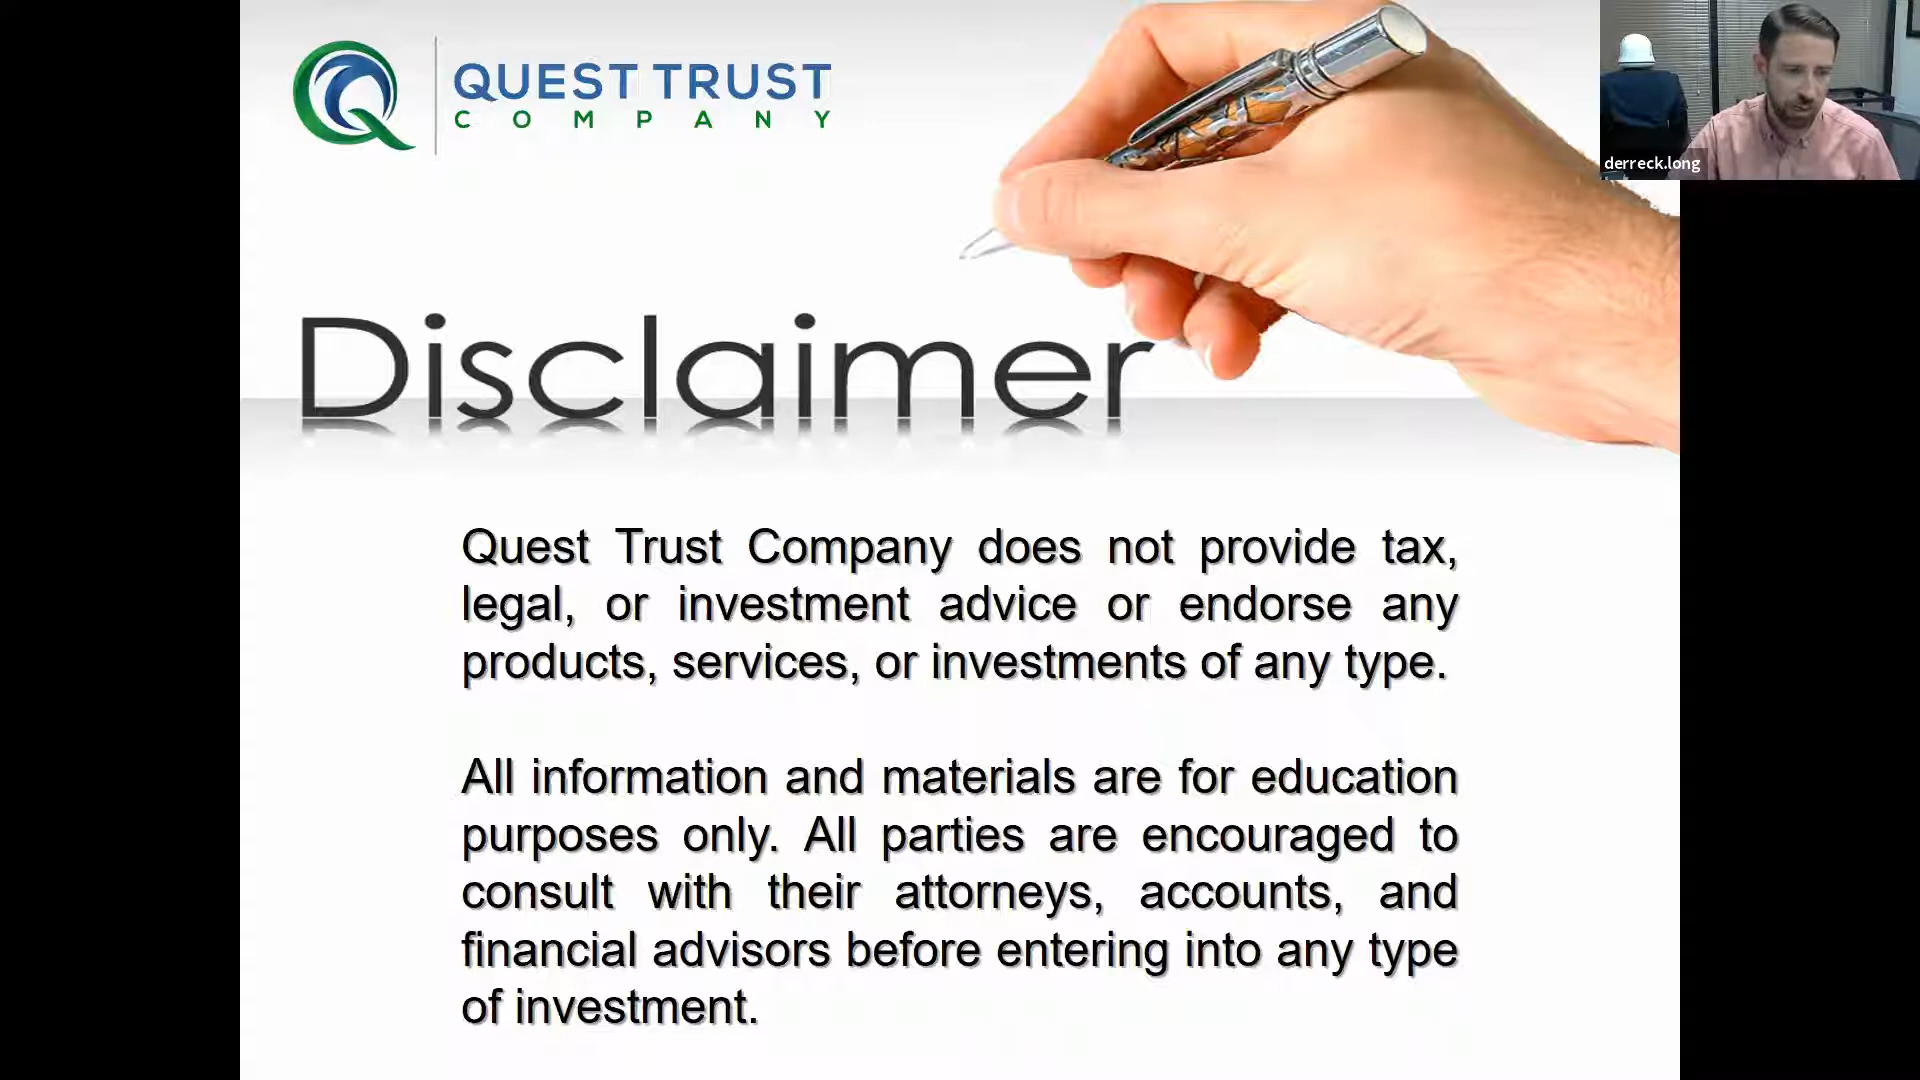 QUEST TRUST
COMPANY
derreck.long
Disclaimer
Quest Trust Company does not provide tax,
legal, or investment advice or endorse any
products, services, or investments of any type.
All information and materials are for education
purposes only. All parties are encouraged to
consult with their attorneys, accounts, and
financial advisors before entering into any type
of investment.